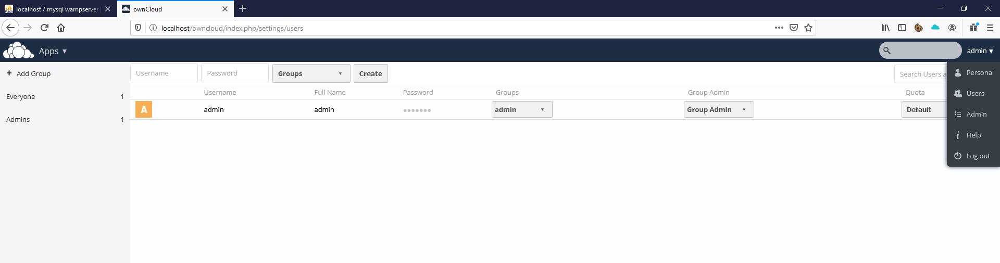 localhost / mysql wampserver
ownCloud
localhost/owncloud/index.php/settings/users
Apps
admin
Add Group
Username
Password
Groups
Create
Search Users a
Personal
Everyone
1
Username
Full Name
Password
Groups
Group Admin
Quota
Users
A
admin
admin
admin
Group Admin
Default
Admins
1
Admin
Help
Log out